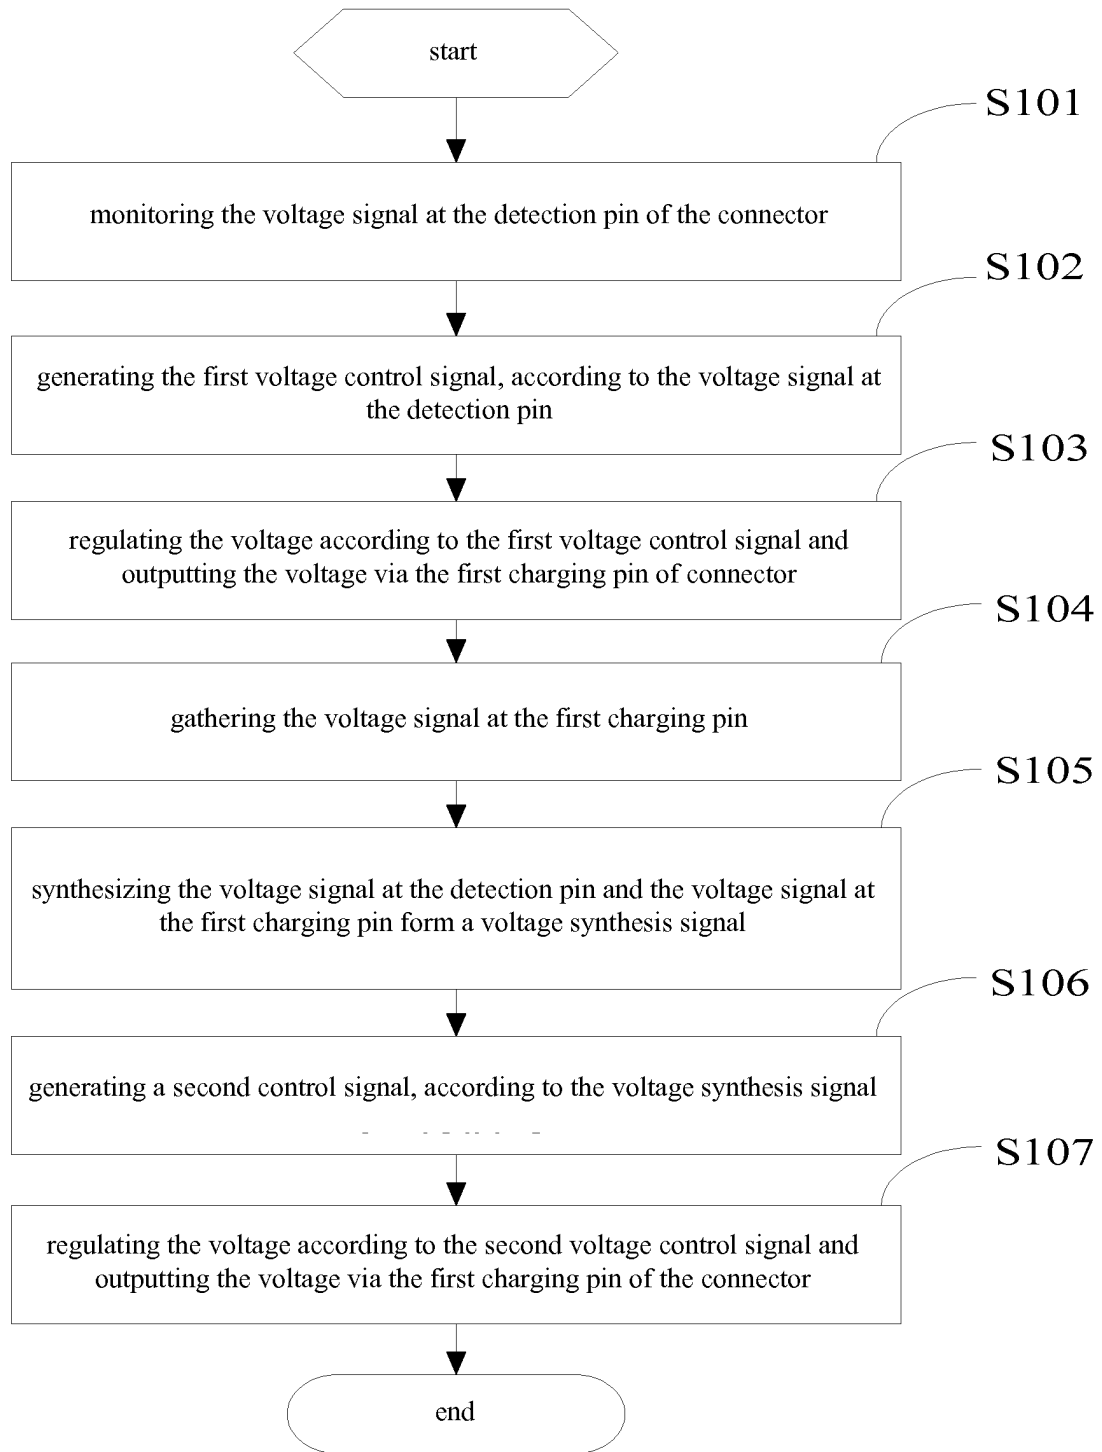 start
S101
monitoring the voltage signal at the detection pin of the connector
S102
generating the first voltage control signal, according to the voltage signal at
the detection pin
S103
regulating the voltage according to the first voltage control signal and
outputting the voltage via the first charging pin of connector
S104
gathering the voltage signal at the first charging pin
S105
synthesizing the voltage signal at the detection pin and the voltage signal at
the first charging pin form a voltage synthesis signal
S106
generating a second control signal, according to the voltage synthesis signal
S107
regulating the voltage according to the second voltage control signal and
outputting the voltage via the first charging pin of the connector
end